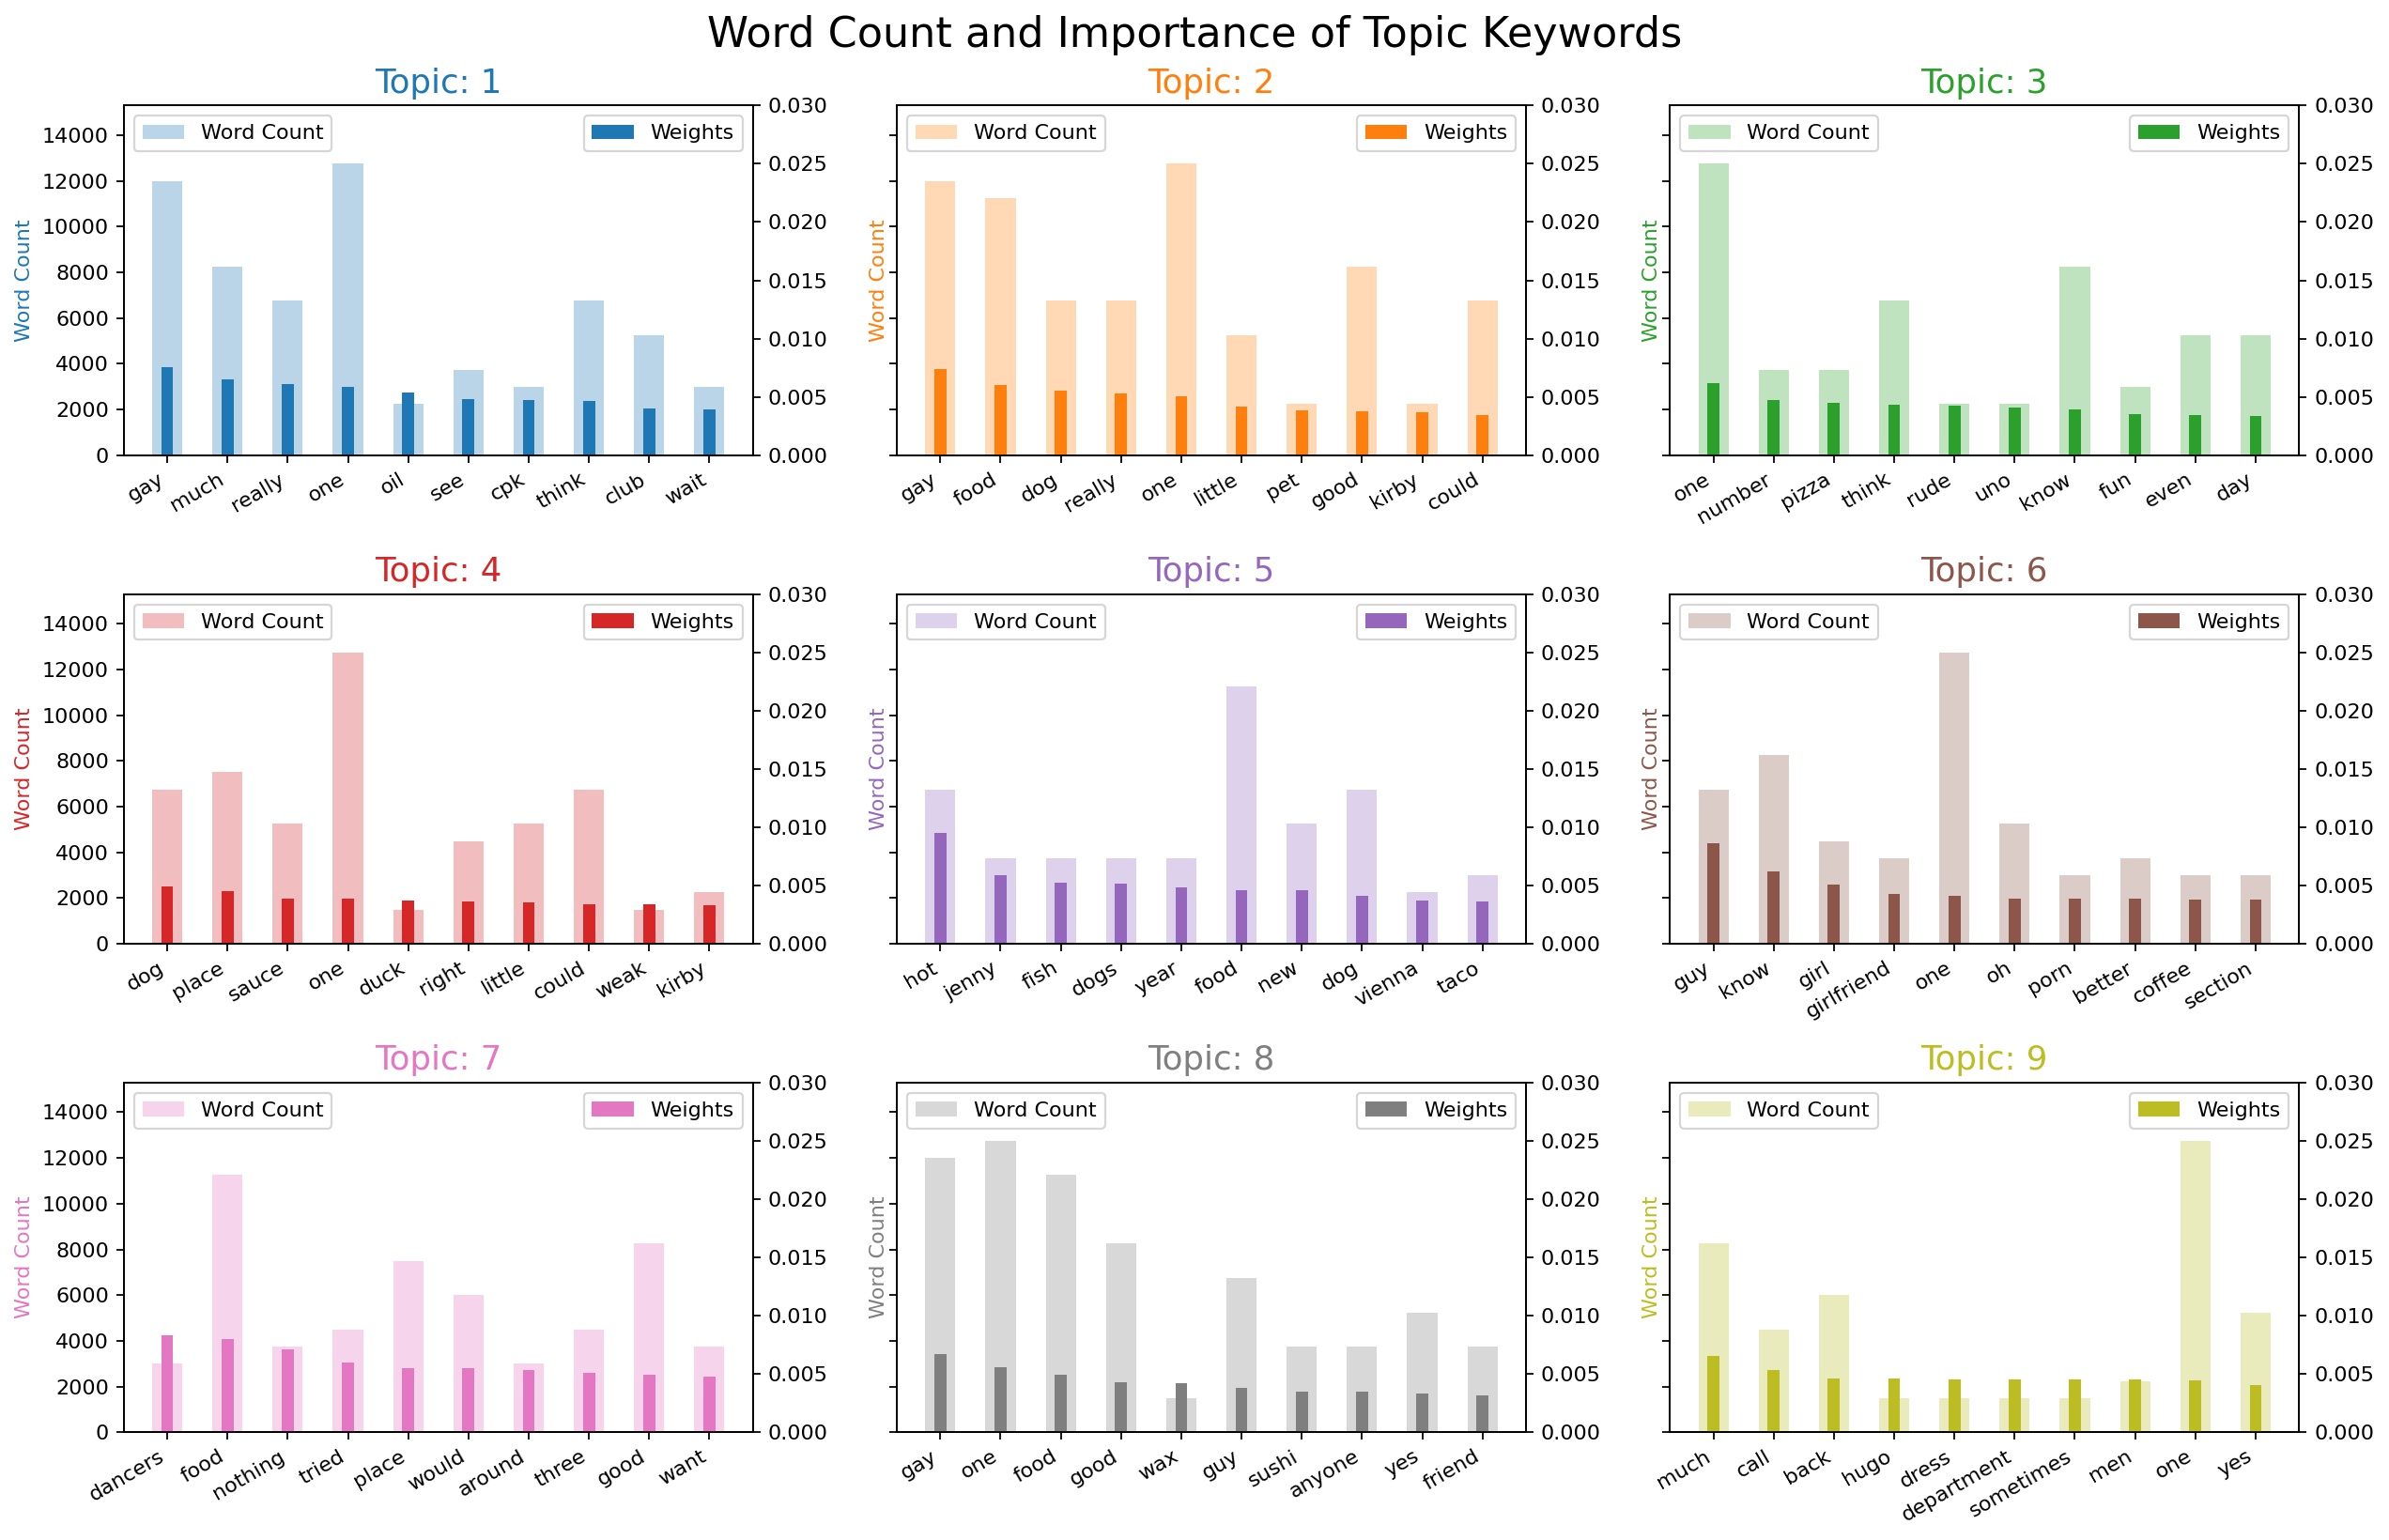 Word Count and Importance of Topic Keywords
Topic: 1
Word Count
Weights
14000
12000
10000
8000
6000
4000
2000
0
0.030
0.025
0.020
0.015
0.010
0.005
0.000
Word Count
gay much really one oil see cpk think club wait
Topic: 2
Word Count
Weights
0.030
0.025
0.020
0.015
0.010
0.005
0.000
Word Count
gay food dog really one little pet good kirby could
Topic: 3
Word Count
Weights
0.030
0.025
0.020
0.015
0.010
0.005
0.000
Word Count
one number pizza think rude uno know fun even day
Topic: 4
Word Count
Weights
14000
12000
10000
8000
6000
4000
2000
0
0.030
0.025
0.020
0.015
0.010
0.005
0.000
Word Count
dog place sauce one duck right little could weak kirby
Topic: 5
Word Count
Weights
0.030
0.025
0.020
0.015
0.010
0.005
0.000
Word Count
hot jenny fish dogs year food new dog vienna taco
Topic: 6
Word Count
Weights
0.030
0.025
0.020
0.015
0.010
0.005
0.000
Word Count
guy know girl girlfriend one oh porn better coffee section
Topic: 7
Word Count
Weights
14000
12000
10000
8000
6000
4000
2000
0
0.030
0.025
0.020
0.015
0.010
0.005
0.000
Word Count
dancers food nothing tried place would around three good want
Topic: 8
Word Count
Weights
0.030
0.025
0.020
0.015
0.010
0.005
0.000
Word Count
gay one food good wax guy sushi anyone yes friend
Topic: 9
Word Count
Weights
0.030
0.025
0.020
0.015
0.010
0.005
0.000
Word Count
much call back hugo dress department sometimes men one yes